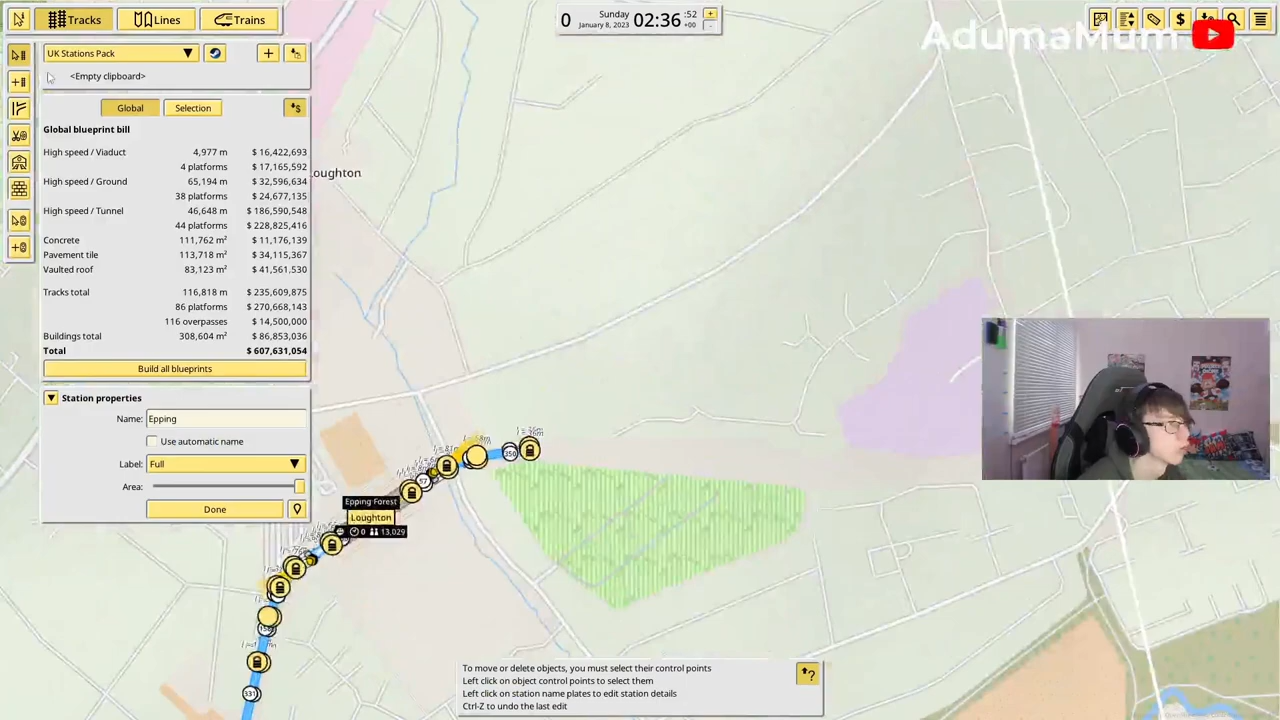 Tracks
Lines
Trains
0
Sunday
January 8, 2023
02:36
:52
+00
+
-
$
AdumaMum
UK Stations Pack
<Empty clipboard>
Global
Selection
Global blueprint bill
High speed / Viaduct 4,977 m $ 16,422,693
4 platforms $ 17,165,592
High speed / Ground 65,194 m $ 32,596,634
38 platforms $ 24,677,135
High speed / Tunnel 46,648 m $ 186,590,548
44 platforms $ 228,825,416
Concrete 111,762 m² $ 11,176,139
Pavement tile 113,718 m² $ 34,115,367
Vaulted roof 83,123 m² $ 41,561,530
Tracks total 116,818 m $ 235,609,875
86 platforms $ 270,668,143
116 overpasses $ 14,500,000
Buildings total 308,604 m² $ 86,853,036
Total $ 607,631,054
Build all blueprints
Station properties
Name: Epping
Use automatic name
Label: Full
Area:
Done
oughton
350
57
Epping Forest
Loughton
0 13,029
331
To move or delete objects, you must select their control points
Left click on object control points to select them
Left click on station name plates to edit station details
Ctrl-Z to undo the last edit